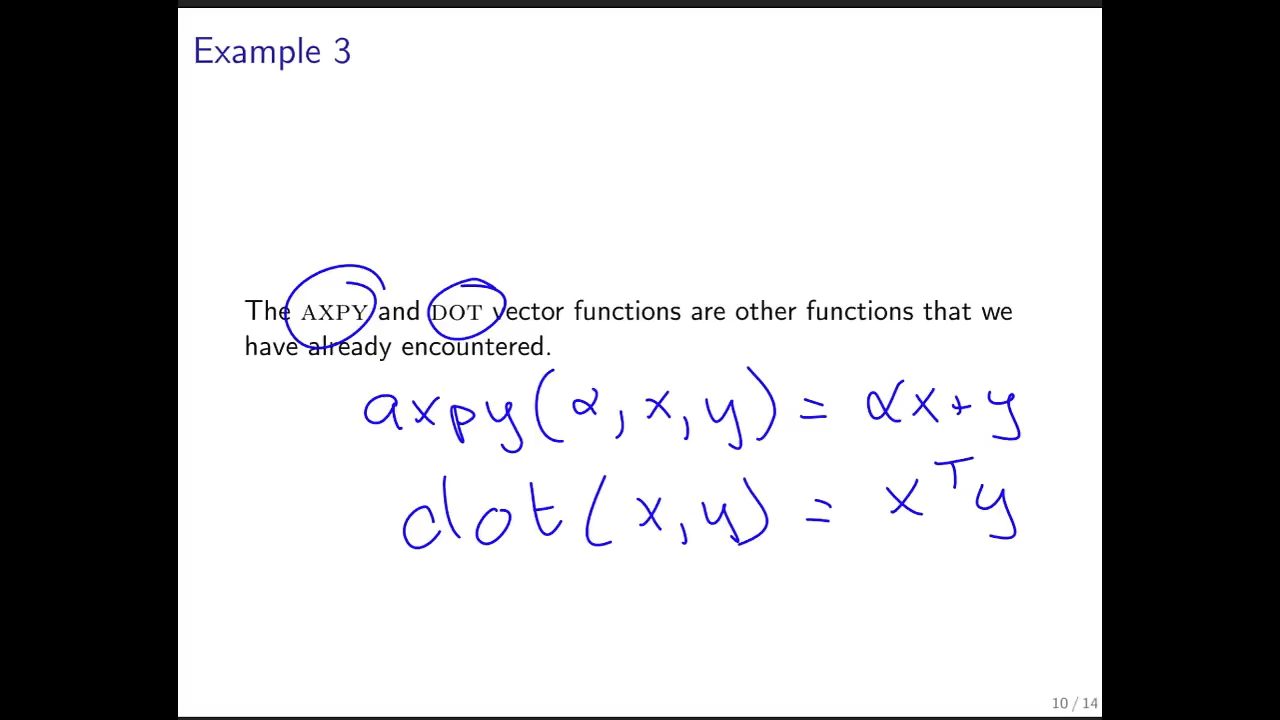 Example 3
The AXPY and DOT vector functions are other functions that we
have already encountered.
axpy(α, x, y) = αx + y
dot(x, y) = xᵀy
10 / 14